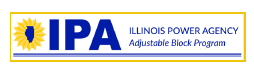 IPA
ILLINOIS POWER AGENCY
Adjustable Block Program